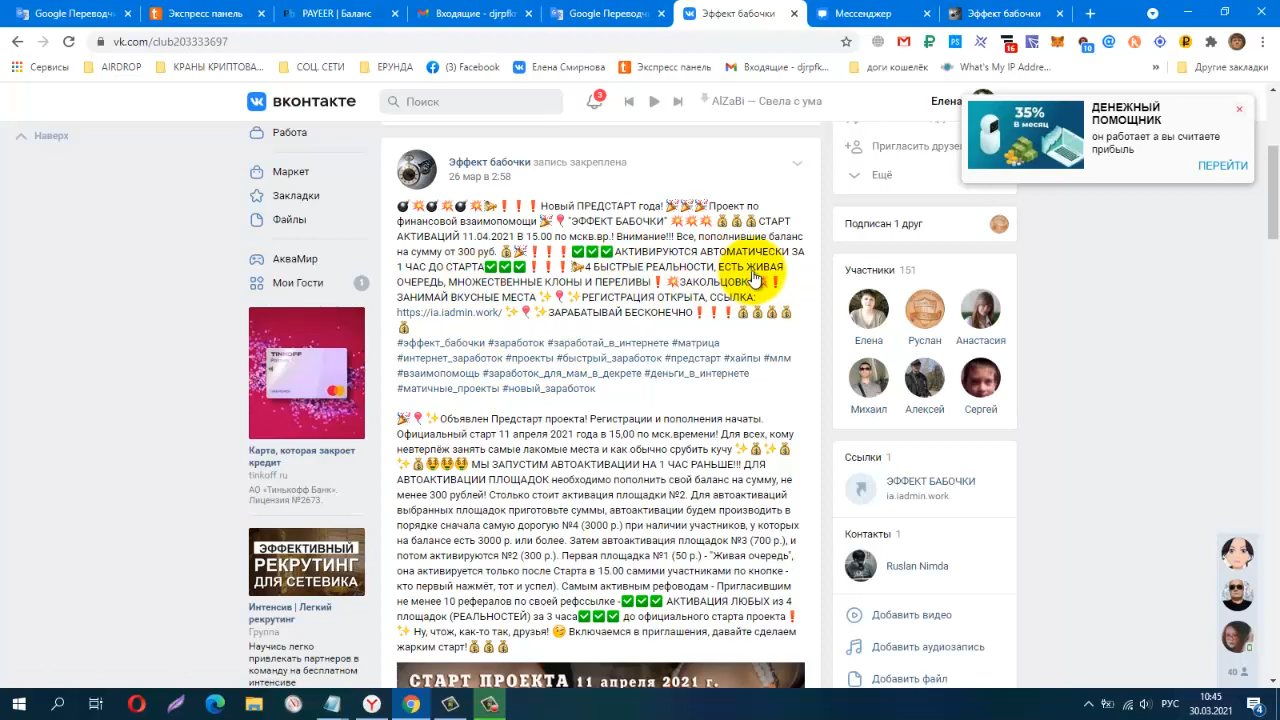 Google Переводч
Экспресс панель
PAYEER | Баланс
Входящие - djrpfkt
Google Переводч
Эффект бабочки
Мессенджер
Эффект бабочки
vk.com/club203333697
16
10
Сервисы
AIRDROP
КРАНЫ КРИПТОВА...
СОЦ. СЕТИ
ЕРУНДА
(3) Facebook
Елена Смирнова
Экспресс панель
Входящие - djrpfk...
доги кошелёк
What's My IP Addre...
»
Другие закладки
вконтакте
Поиск
3
AlZaBi — Свела с ума
Елена
35%
В месяц
ДЕНЕЖНЫЙ
ПОМОЩНИК
он работает а вы считаете
прибыль
ПЕРЕЙТИ
Наверх
Работа
Маркет
Закладки
Файлы
АкваМир
Мои Гости
1
TINKOFF
Карта, которая закроет
кредит
tinkoff.ru
АО «Тинькофф Банк».
Лицензия №2673.
ЭФФЕКТИВНЫЙ
РЕКРУТИНГ
ДЛЯ СЕТЕВИКА
Интенсив | Легкий
рекрутинг
Группа
Научись легко
привлекать партнеров в
команду на бесплатном
интенсиве
Эффект бабочки запись закреплена
26 мар в 2:58
💣💥💣💥🎉❗❗❗Новый ПРЕДСТАРТ года! 🎉🎉🎉Проект по
финансовой взаимопомощи 🎉🎈"ЭФФЕКТ БАБОЧКИ" 💥💥💥 💰💰💰СТАРТ
АКТИВАЦИЙ 11.04.2021 В 15.00 по мскв.вр.! Внимание!!! Все, пополнившие баланс
на сумму от 300 руб. 💰🎉❗❗❗✅✅✅АКТИВИРУЮТСЯ АВТОМАТИЧЕСКИ ЗА
1 ЧАС ДО СТАРТА✅✅✅❗❗❗🎉4 БЫСТРЫЕ РЕАЛЬНОСТИ, ЕСТЬ ЖИВАЯ
ОЧЕРЕДЬ, МНОЖЕСТВЕННЫЕ КЛОНЫ И ПЕРЕЛИВЫ❗💥ЗАКОЛЬЦОВКА💥❗
ЗАНИМАЙ ВКУСНЫЕ МЕСТА ✨🎈✨РЕГИСТРАЦИЯ ОТКРЫТА, ССЫЛКА:
https://ia.iadmin.work/ ✨🎈✨ЗАРАБАТЫВАЙ БЕСКОНЕЧНО❗❗❗💰💰💰💰
💰
#эффект_бабочки #заработок #заработай_в_интернете #матрица
#интернет_заработок #проекты #быстрый_заработок #предстарт #хайпы #млм
#взаимопомощь #заработок_для_мам_в_декрете #деньги_в_интернете
#матичные_проекты #новый_заработок
🎉🎈✨Объявлен Предстарт проекта! Регистрации и пополнения начаты.
Официальный старт 11 апреля 2021 года в 15,00 по мск.времени! Для всех, кому
невтерпёж занять самые лакомые места и как обычно срубить кучу ✨💰✨💰✨
✨💰🤑🤑🤑 МЫ ЗАПУСТИМ АВТОАКТИВАЦИИ НА 1 ЧАС РАНЬШЕ!!! ДЛЯ
АВТОАКТИВАЦИИ ПЛОЩАДОК необходимо пополнить свой баланс на сумму, не
менее 300 рублей! Столько стоит активация площадки №2. Для автоактиваций
выбранных площадок приготовьте суммы, автоактивации будем производить в
порядке сначала самую дорогую №4 (3000 р.) при наличии участников, у которых
на балансе есть 3000 р. или более. Затем автоактивация площадок №3 (700 р.), и
потом активируются №2 (300 р.). Первая площадка №1 (50 р.) - "Живая очередь",
она активируется только после Старта в 15.00 самими участниками по кнопке -
кто первый нажмёт, тот и успел). Самым активным рефоводам - Пригласившим
не менее 10 рефералов по своей рефссылке -✅✅✅ АКТИВАЦИЯ ЛЮБЫХ из 4
площадок (РЕАЛЬНОСТЕЙ) за 3 часа✅✅✅ до официального старта проекта❗
✨ Ну, чтож, как-то так, друзья! 😏 Включаемся в приглашения, давайте сделаем
жарким старт!💰💰💰
СТАРТ ПРОЕКТА 11 апреля 2021 г.
Пригласить друзей
Ещё
Подписан 1 друг
Участники 151
Елена
Руслан
Анастасия
Михаил
Алексей
Сергей
Ссылки 1
ЭФФЕКТ БАБОЧКИ
ia.iadmin.work
Контакты 1
Ruslan Nimda
Добавить видео
Добавить аудиозапись
Добавить файл
40
РУС
10:45
30.03.2021
4